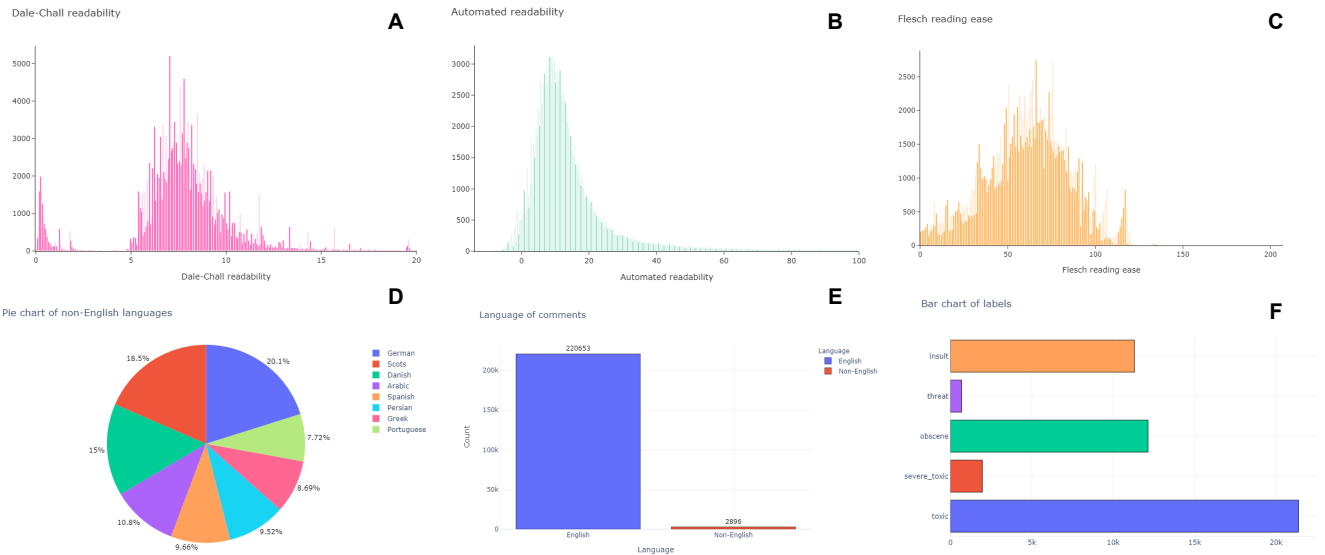 Dale-Chall readability
A
5000
4000
3000
2000
1000
0
0
5
10
15
20
Dale-Chall readability
Automated readability
B
3000
2500
2000
1500
1000
500
0
0
20
40
60
80
100
Automated readability
Flesch reading ease
C
2500
2000
1500
1000
500
0
0
50
100
150
200
Flesch reading ease
D
Pie chart of non-English languages
18.5%
20.1%
15%
7.72%
8.69%
10.8%
9.52%
9.66%
German
Scots
Danish
Arabic
Spanish
Persian
Greek
Portuguese
E
Language of comments
220653
2896
200k
150k
100k
50k
0
Count
English
Non-English
Language
Language
English
Non-English
Bar chart of labels
F
insult
threat
obscene
severe_toxic
toxic
0
5k
10k
15k
20k